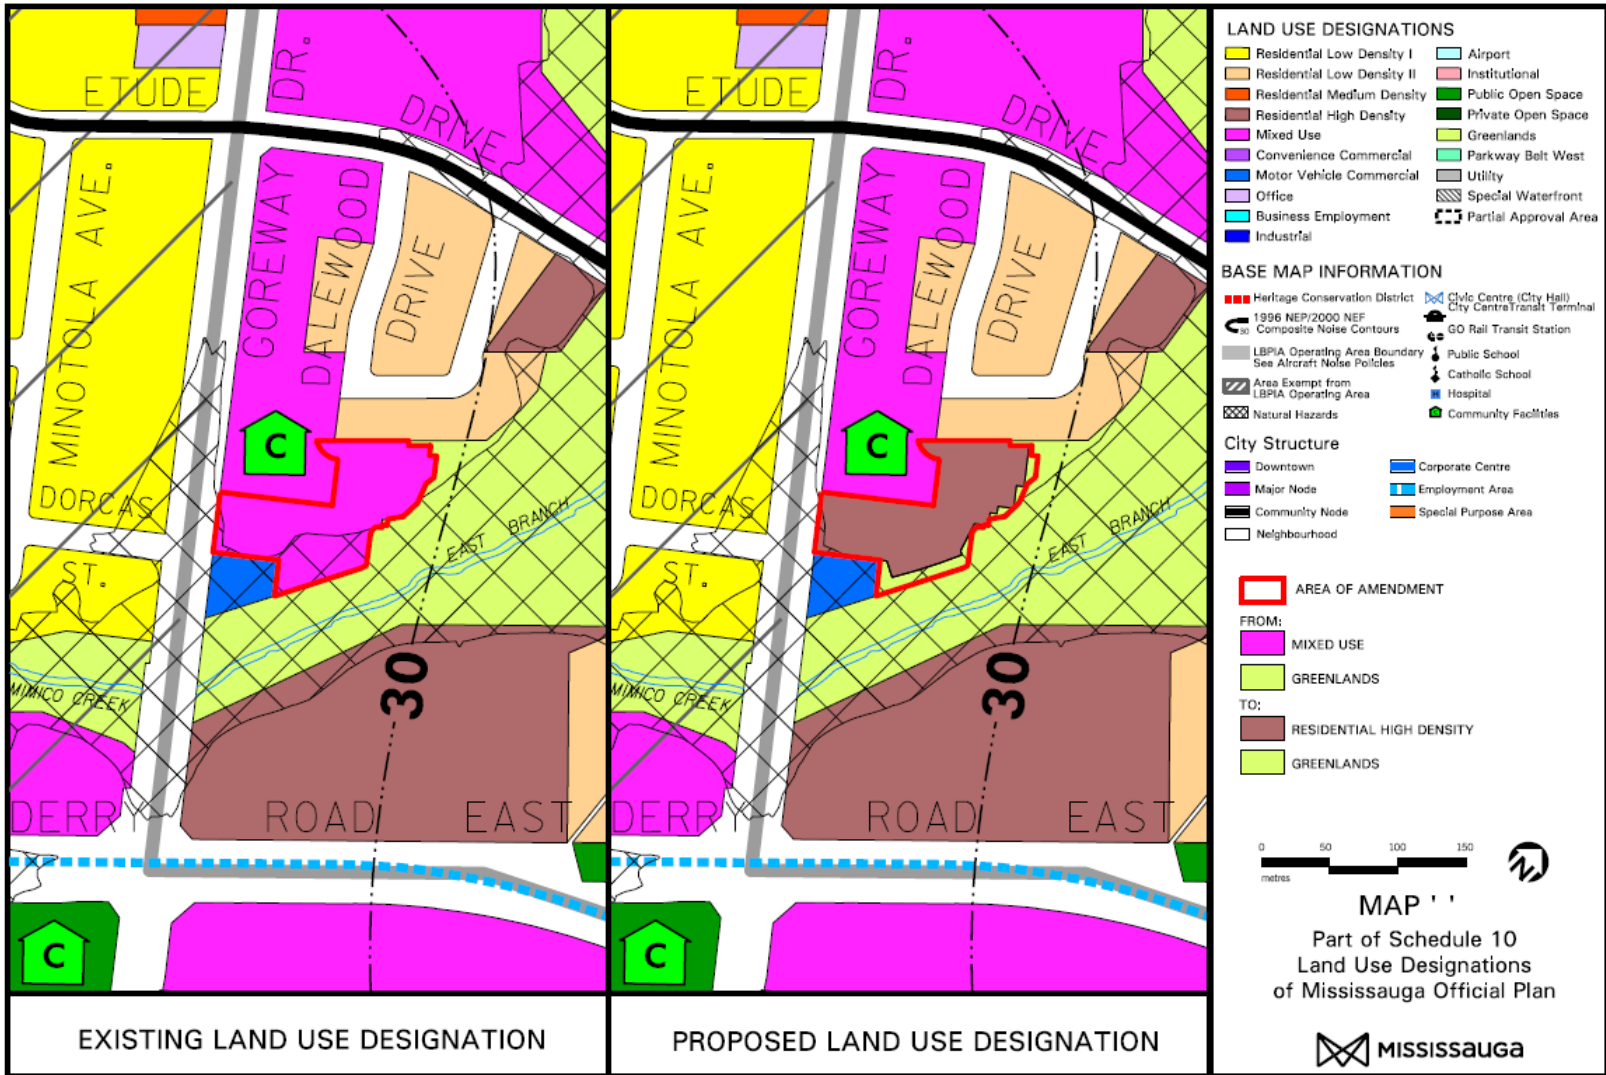 ETUDE
DR.
DRIVE
MINOTOLA AVE.
GOREWAY
DALEWOOD
DRIVE
C
DORCAS
ST.
EAST BRANCH
MIMICO CREEK
30
DERRY ROAD EAST
C
EXISTING LAND USE DESIGNATION
ETUDE
DR.
DRIVE
MINOTOLA AVE.
GOREWAY
DALEWOOD
DRIVE
C
DORCAS
ST.
EAST BRANCH
MIMICO CREEK
30
DERRY ROAD EAST
C
PROPOSED LAND USE DESIGNATION
LAND USE DESIGNATIONS
Residential Low Density I
Residential Low Density II
Residential Medium Density
Residential High Density
Mixed Use
Convenience Commercial
Motor Vehicle Commercial
Office
Business Employment
Industrial
Airport
Institutional
Public Open Space
Private Open Space
Greenlands
Parkway Belt West
Utility
Special Waterfront
Partial Approval Area
BASE MAP INFORMATION
Heritage Conservation District
1996 NEP/2000 NEF
Composite Noise Contours
30
LBPIA Operating Area Boundary
See Aircraft Noise Policies
Area Exempt from
LBPIA Operating Area
Natural Hazards
Civic Centre (City Hall)
City Centre Transit Terminal
GO Rail Transit Station
Public School
Catholic School
H
Hospital
Community Facilities
City Structure
Downtown
Major Node
Community Node
Neighbourhood
Corporate Centre
Employment Area
Special Purpose Area
AREA OF AMENDMENT
FROM:
MIXED USE
GREENLANDS
TO:
RESIDENTIAL HIGH DENSITY
GREENLANDS
0 50 100 150
metres
MAP ' '
Part of Schedule 10
Land Use Designations
of Mississauga Official Plan
MISSISSAUGA